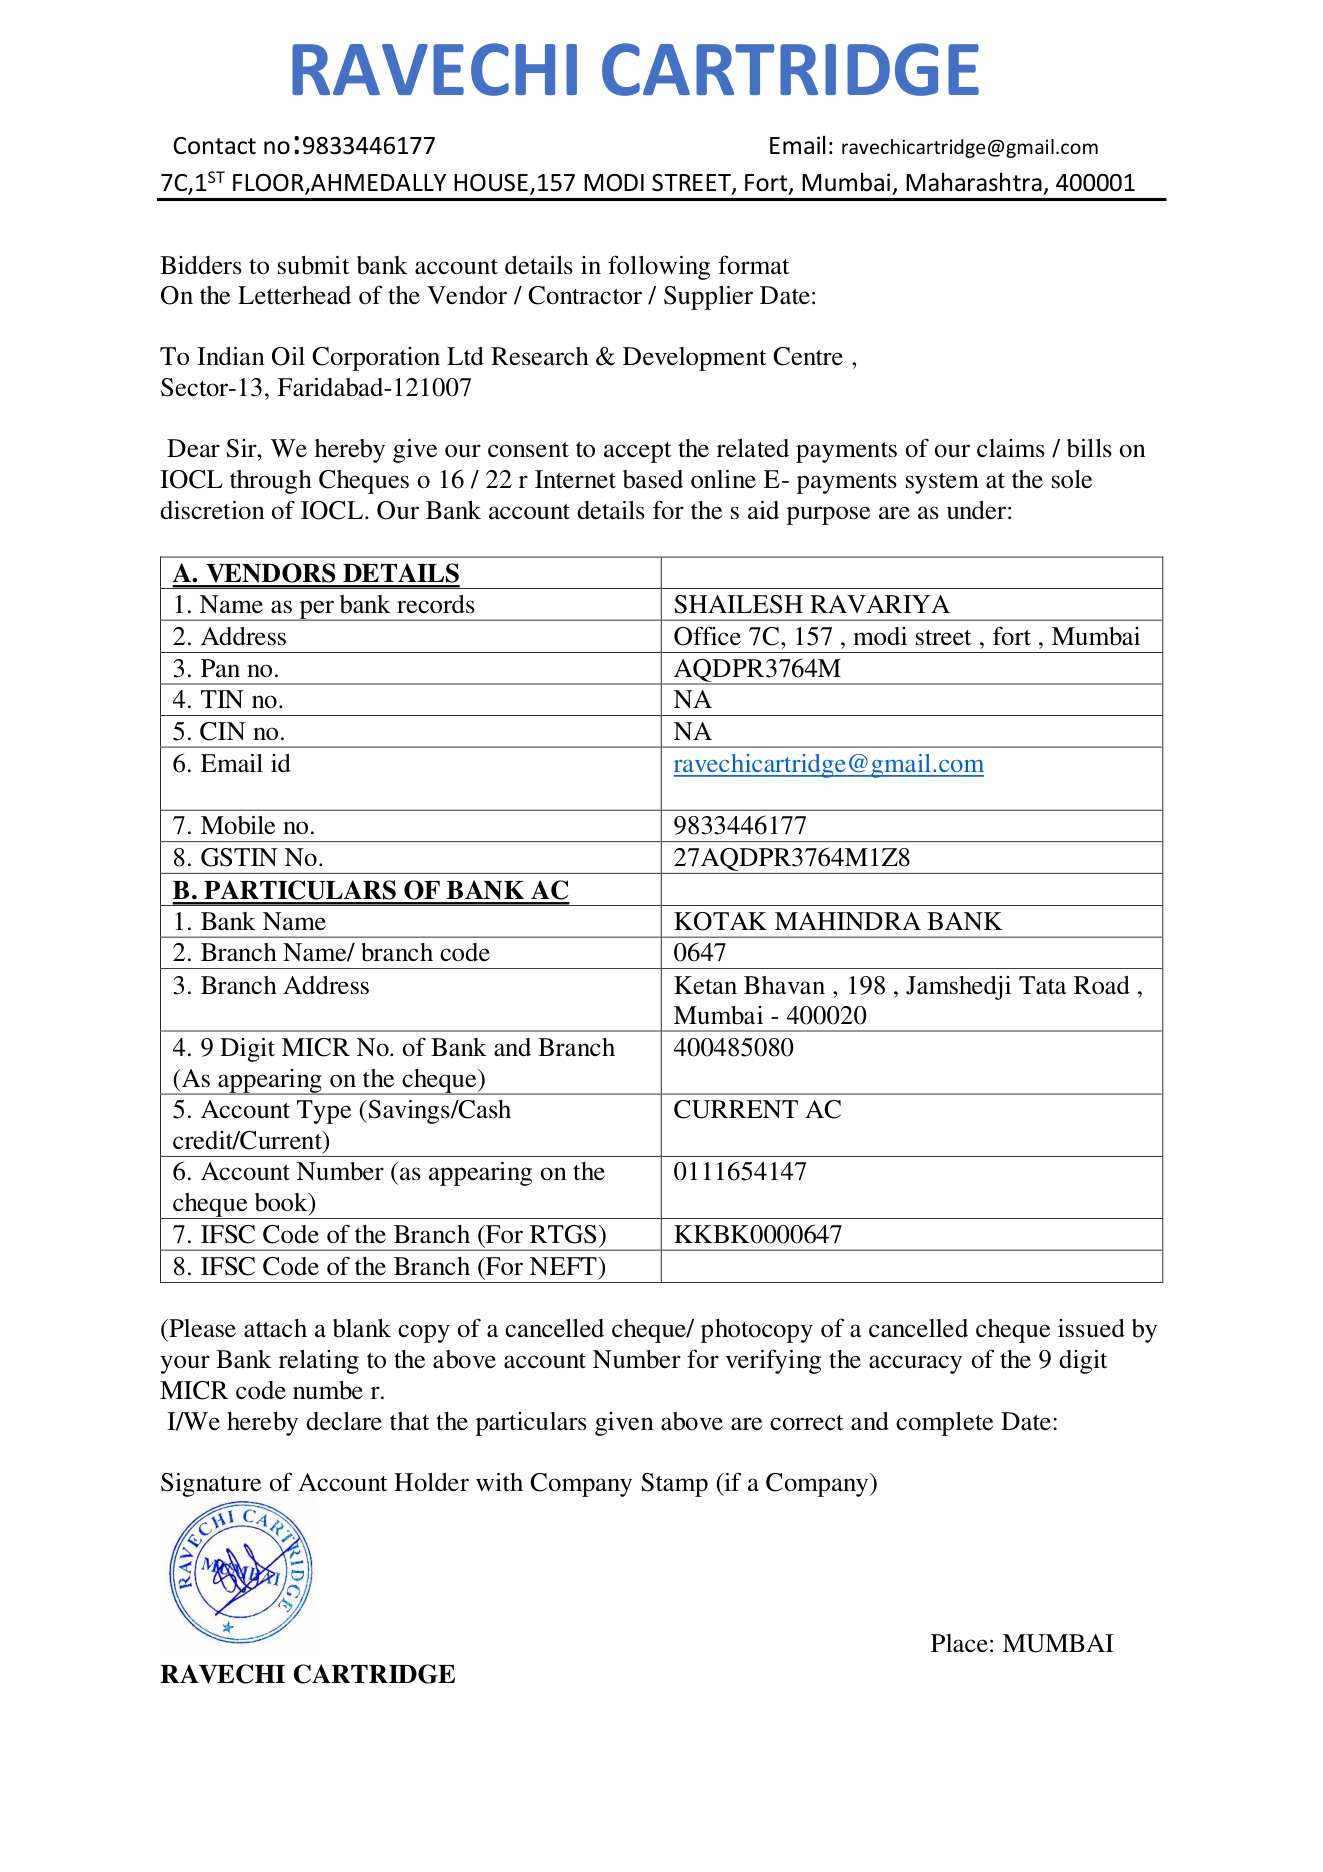 RAVECHI CARTRIDGE
Contact no:9833446177 Email: ravechicartridge@gmail.com
7C,1ST FLOOR,AHMEDALLY HOUSE,157 MODI STREET, Fort, Mumbai, Maharashtra, 400001
Bidders to submit bank account details in following format
On the Letterhead of the Vendor / Contractor / Supplier Date:
To Indian Oil Corporation Ltd Research & Development Centre ,
Sector-13, Faridabad-121007
Dear Sir, We hereby give our consent to accept the related payments of our claims / bills on
IOCL through Cheques o 16 / 22 r Internet based online E- payments system at the sole
discretion of IOCL. Our Bank account details for the s aid purpose are as under:
A. VENDORS DETAILS
1. Name as per bank records SHAILESH RAVARIYA
2. Address Office 7C, 157 , modi street , fort , Mumbai
3. Pan no. AQDPR3764M
4. TIN no. NA
5. CIN no. NA
6. Email id ravechicartridge@gmail.com
7. Mobile no. 9833446177
8. GSTIN No. 27AQDPR3764M1Z8
B. PARTICULARS OF BANK AC
1. Bank Name KOTAK MAHINDRA BANK
2. Branch Name/ branch code 0647
3. Branch Address Ketan Bhavan , 198 , Jamshedji Tata Road ,
Mumbai - 400020
4. 9 Digit MICR No. of Bank and Branch 400485080
(As appearing on the cheque)
5. Account Type (Savings/Cash CURRENT AC
credit/Current)
6. Account Number (as appearing on the 0111654147
cheque book)
7. IFSC Code of the Branch (For RTGS) KKBK0000647
8. IFSC Code of the Branch (For NEFT)
(Please attach a blank copy of a cancelled cheque/ photocopy of a cancelled cheque issued by
your Bank relating to the above account Number for verifying the accuracy of the 9 digit
MICR code numbe r.
I/We hereby declare that the particulars given above are correct and complete Date:
Signature of Account Holder with Company Stamp (if a Company)
RAVECHI CARTRIDGE
MUMBAI
Place: MUMBAI
RAVECHI CARTRIDGE